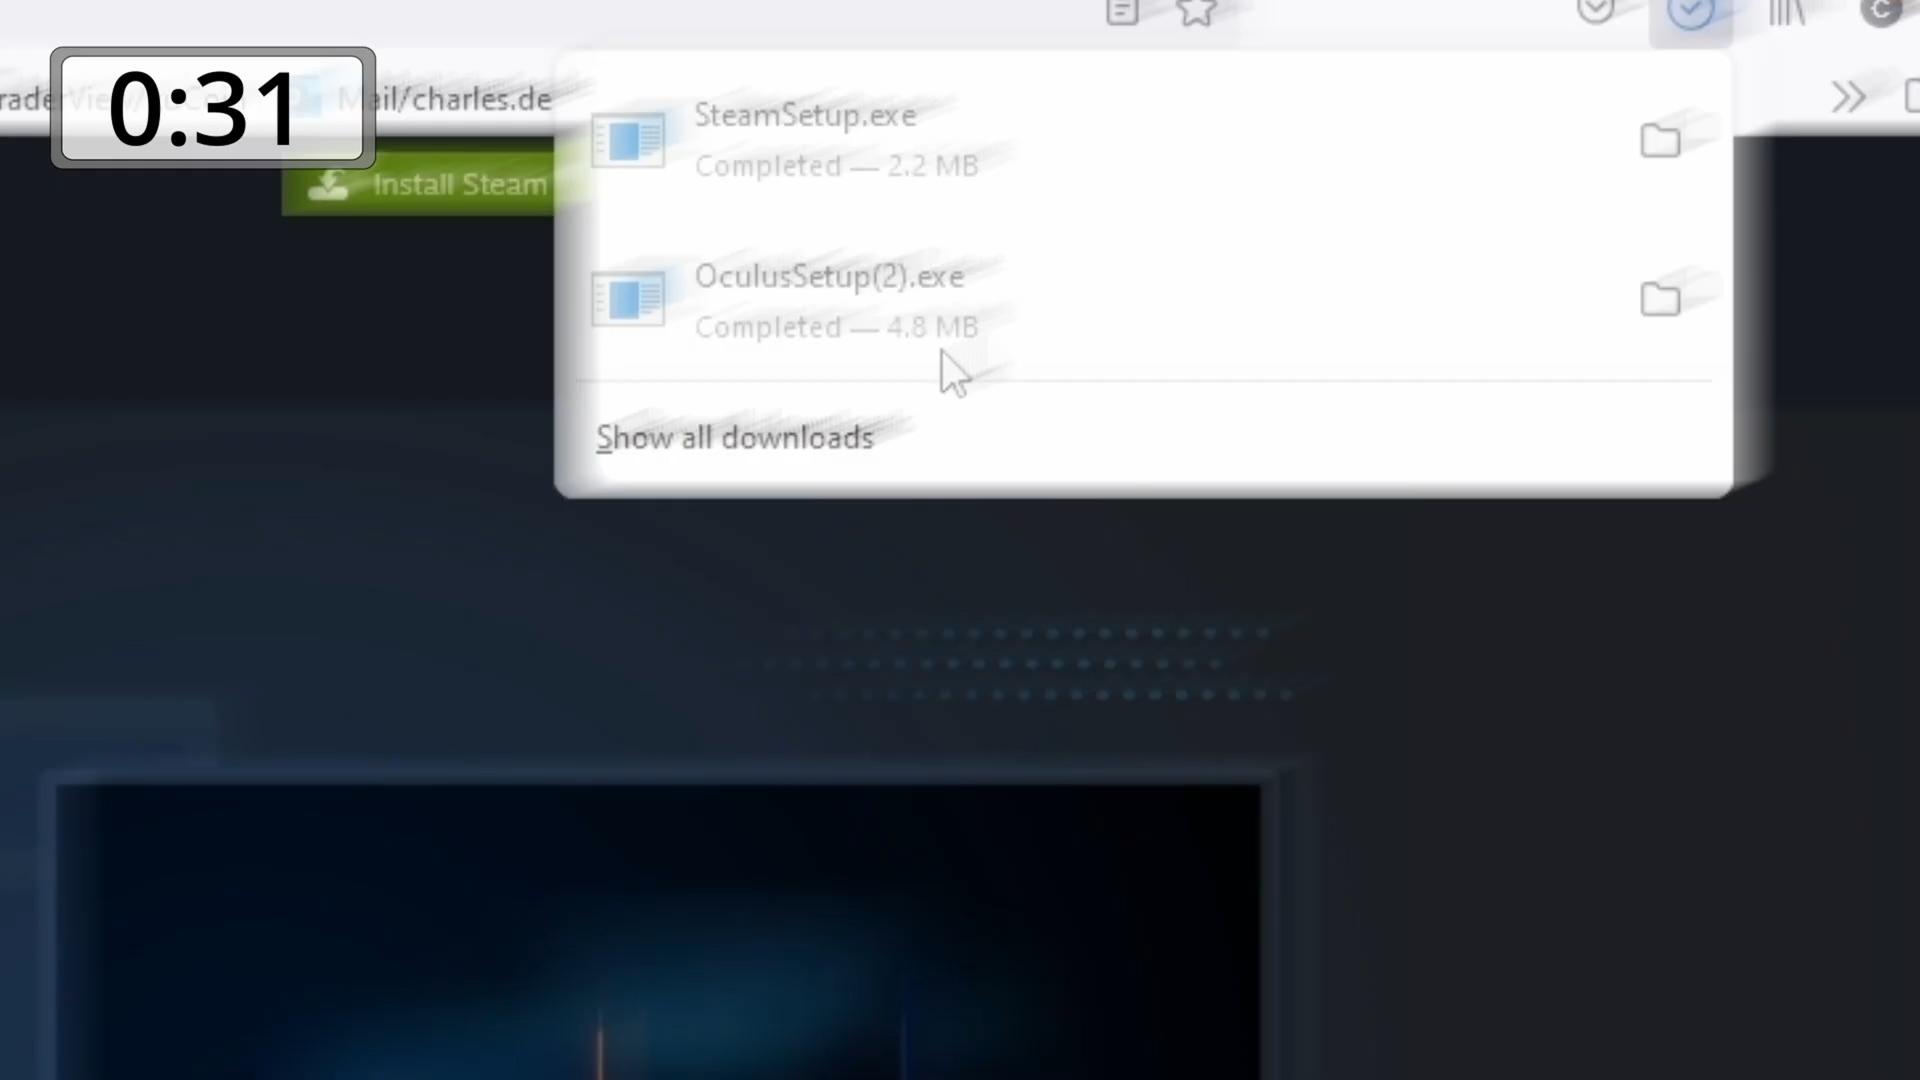 0:31
Mail/charles.de
Install Steam
SteamSetup.exe
Completed — 2.2 MB
OculusSetup(2).exe
Completed — 4.8 MB
Show all downloads
C